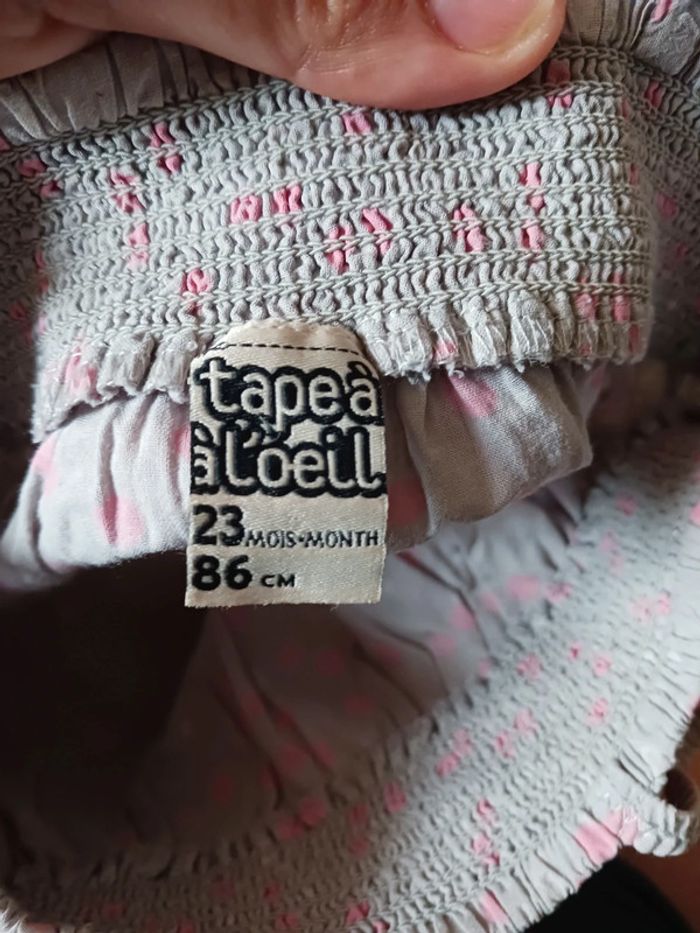 tape à
à l'oeil
23 MOIS•MONTH
86 CM